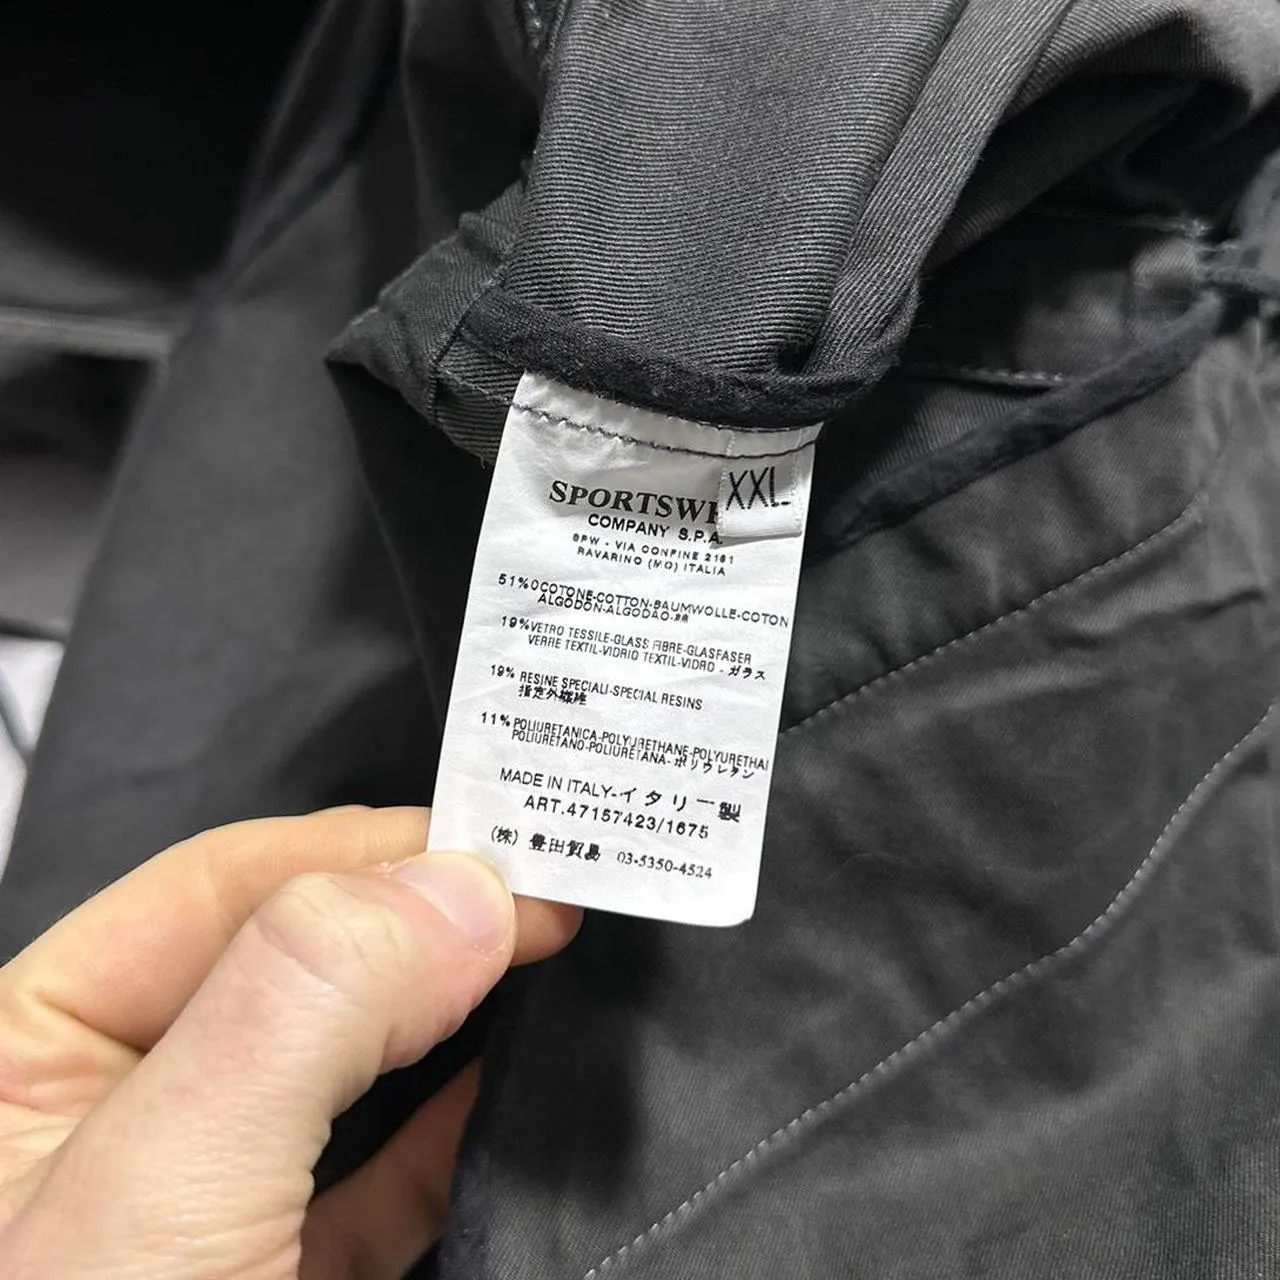 XXL
SPORTSWE
COMPANY S.P.A.
SPW - VIA CONFINE 2161
RAVARINO (MO) ITALIA
51%0COTONE-COTTON-BAUMWOLLE-COTON
ALGODON-ALGODAO-綿
19%VETRO TESSILE-GLASS FIBRE-GLASFASER
VERRE TEXTIL-VIDRIO TEXTIL-VIDRO - ガラス
19% RESINE SPECIALI-SPECIAL RESINS
指定外繊維
11%POLIURETANICA-POLYURETHANE-POLYURETHAI
POLIURETANO-POLIURETANA-ポリウレタン
MADE IN ITALY-イタリー製
ART.47157423/1675
(株) 豊田貿易 03-5350-4524